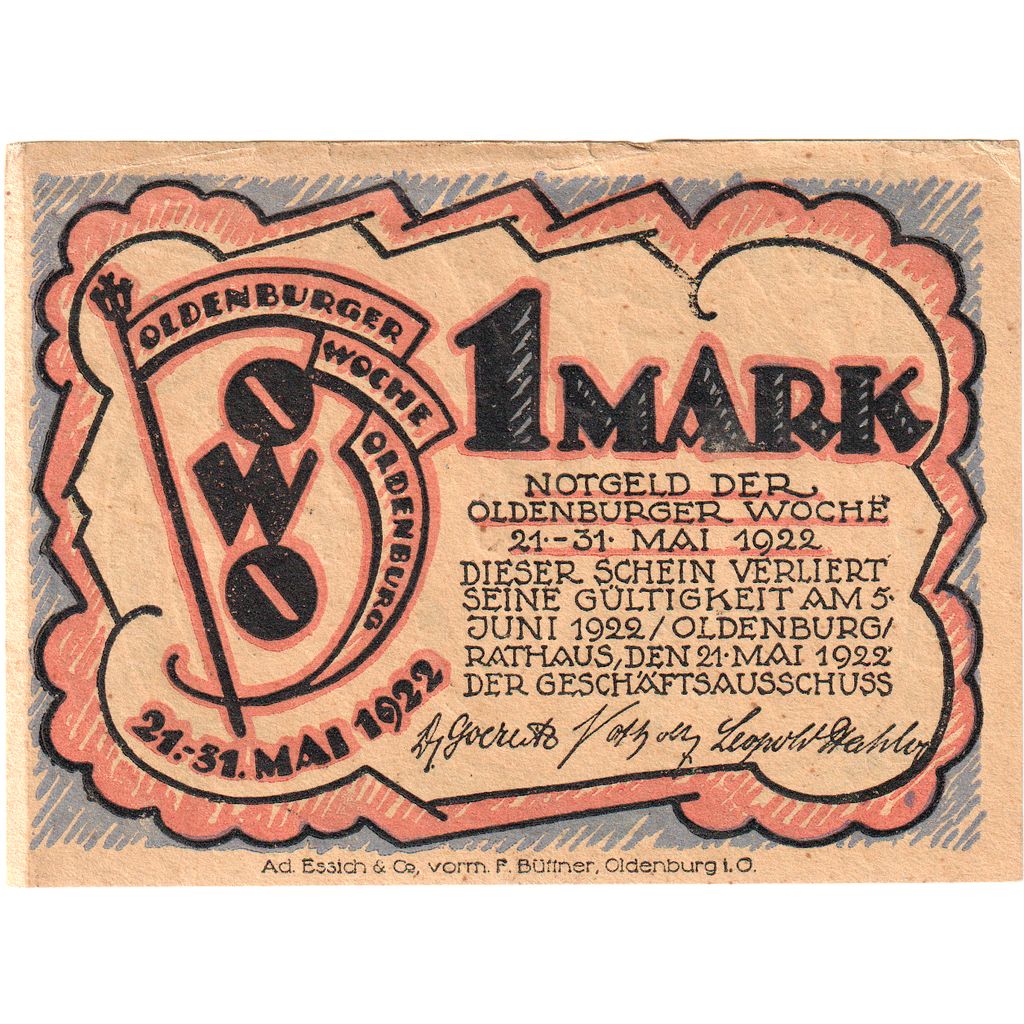 OLDENBURGER
WOCHE
OLDENBURG
OWO
21.-31. MAI 1922
1 MARK
NOTGELD DER
OLDENBURGER WOCHE
21.-31. MAI 1922
DIESER SCHEIN VERLIERT
SEINE GÜLTIGKEIT AM 5.
JUNI 1922/OLDENBURG/
RATHAUS, DEN 21. MAI 1922
DER GESCHÄFTSAUSSCHUSS
Leopold
Ad. Essich & Co, vorm. F. Büttner, Oldenburg i. O.